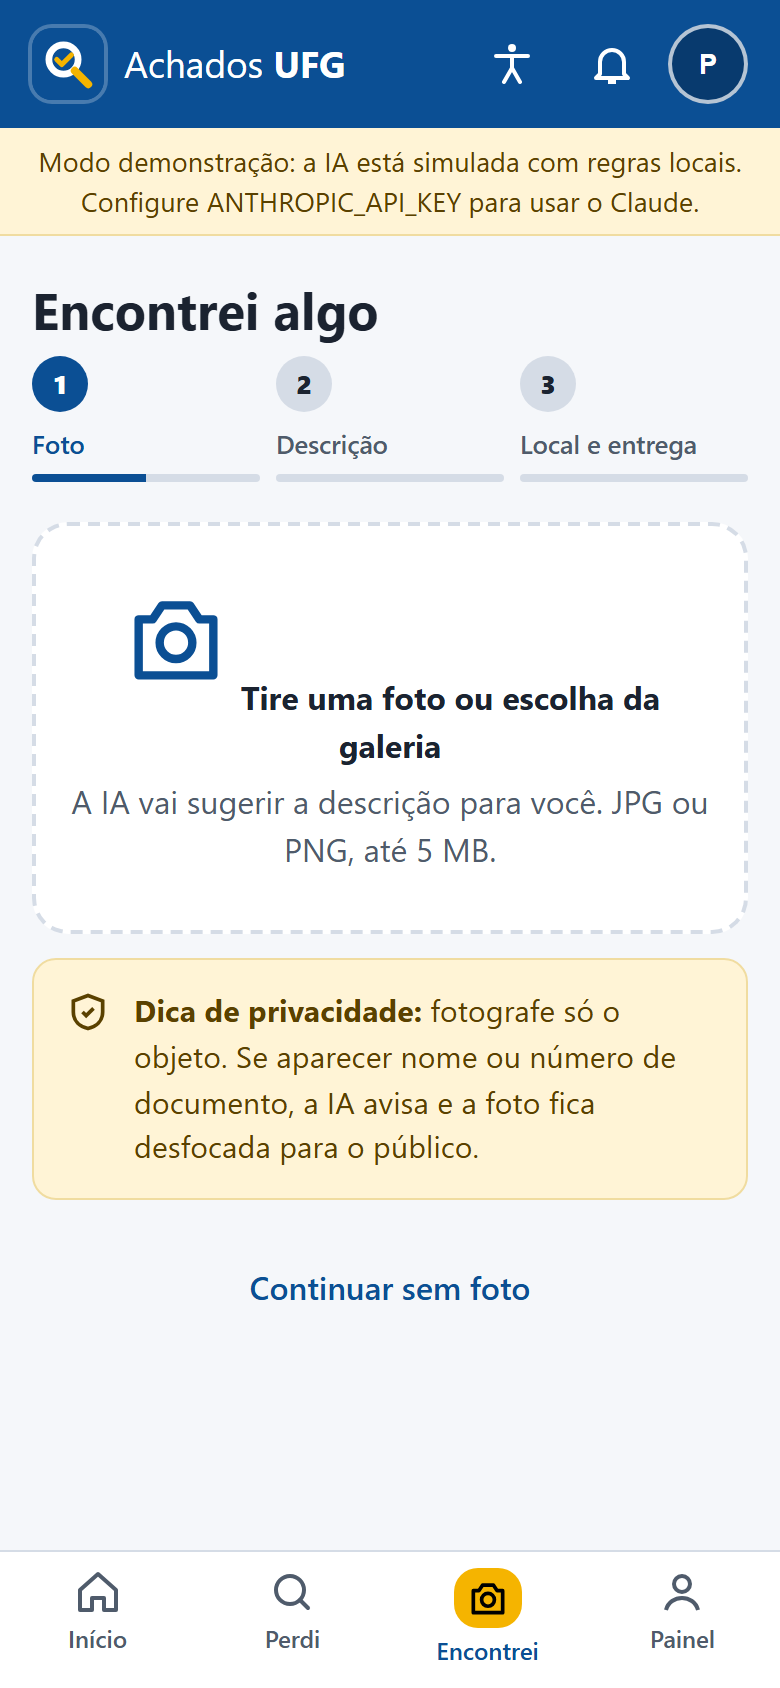 Achados UFG
P
Modo demonstração: a IA está simulada com regras locais.
Configure ANTHROPIC_API_KEY para usar o Claude.
Encontrei algo
1
2
3
Foto
Descrição
Local e entrega
Tire uma foto ou escolha da
galeria
A IA vai sugerir a descrição para você. JPG ou
PNG, até 5 MB.
Dica de privacidade: fotografe só o
objeto. Se aparecer nome ou número de
documento, a IA avisa e a foto fica
desfocada para o público.
Continuar sem foto
Início
Perdi
Encontrei
Painel